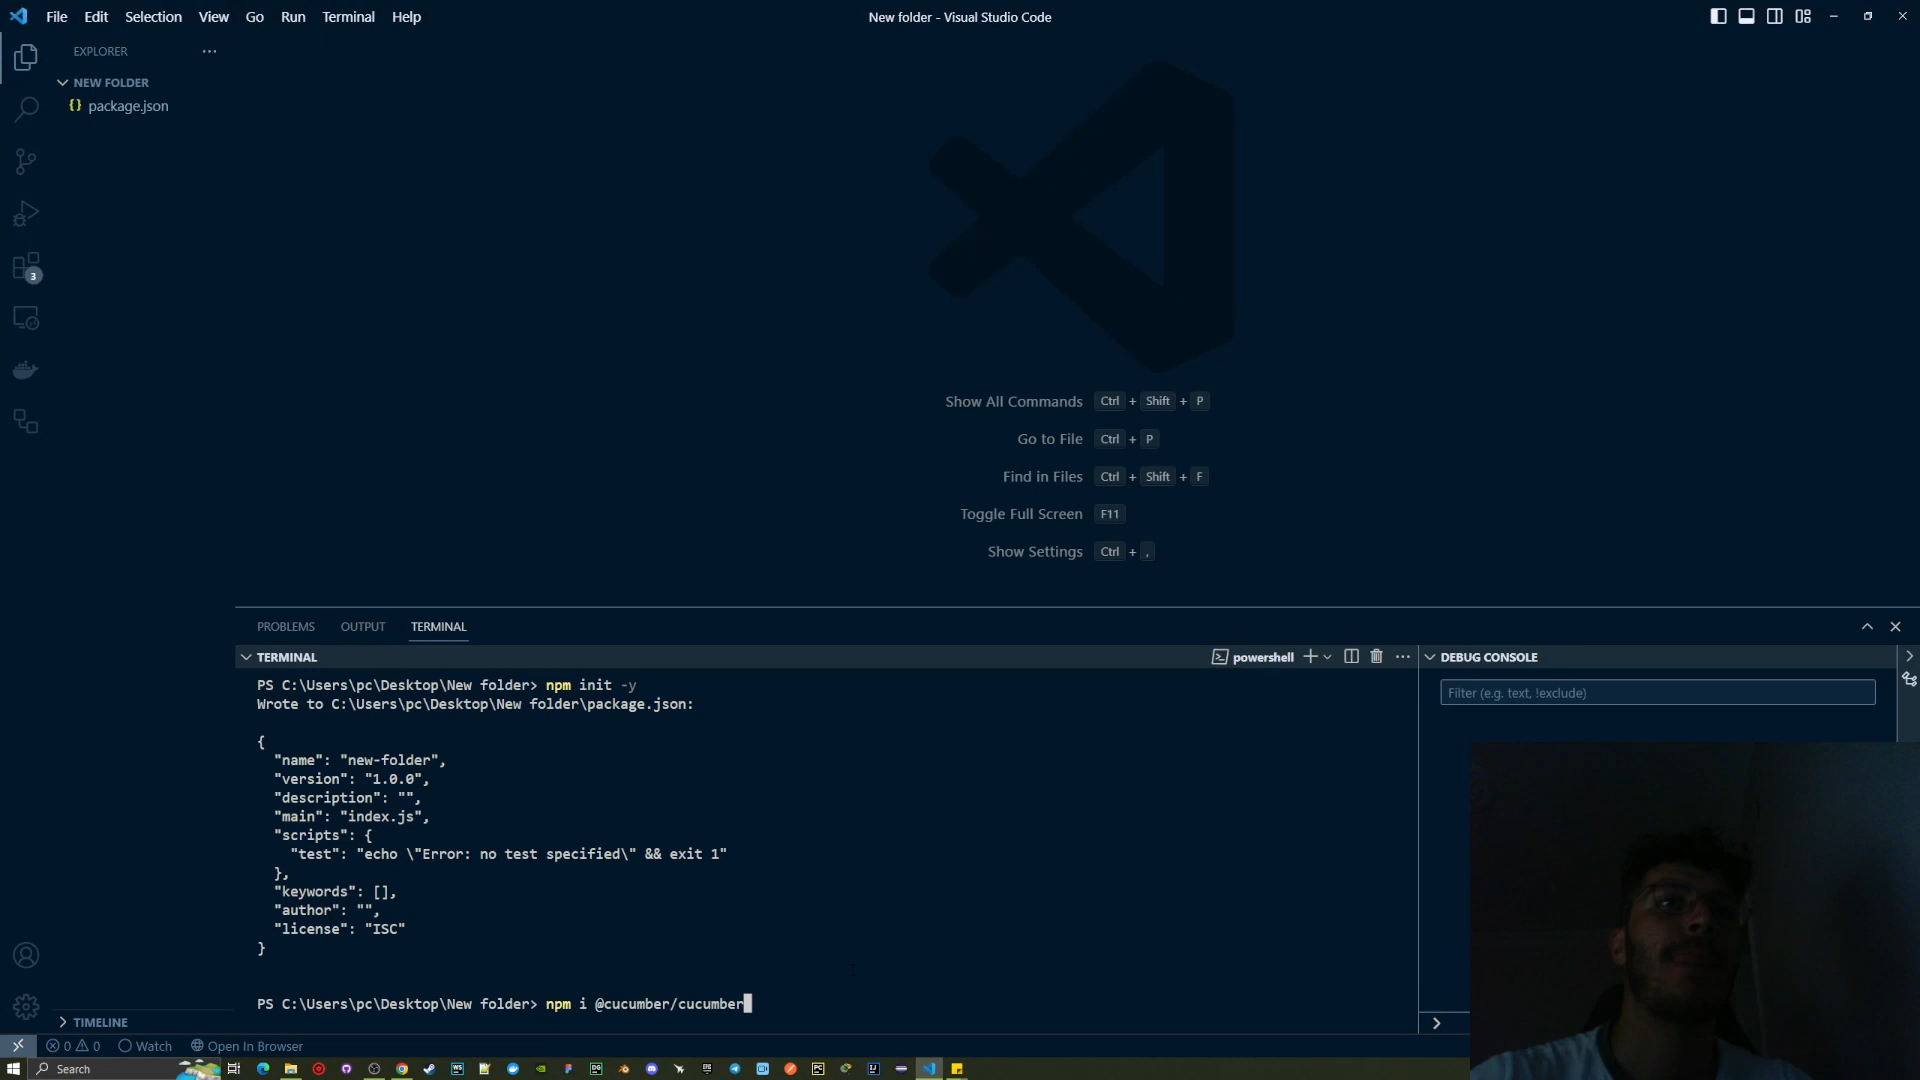 File Edit Selection View Go Run Terminal Help
New folder - Visual Studio Code
EXPLORER
NEW FOLDER
{} package.json
3
Show All Commands Ctrl + Shift + P
Go to File Ctrl + P
Find in Files Ctrl + Shift + F
Toggle Full Screen F11
Show Settings Ctrl + ,
PROBLEMS OUTPUT TERMINAL
TERMINAL
powershell
DEBUG CONSOLE
Filter (e.g. text, !exclude)
PS C:\Users\pc\Desktop\New folder> npm init -y
Wrote to C:\Users\pc\Desktop\New folder\package.json:
{
"name": "new-folder",
"version": "1.0.0",
"description": "",
"main": "index.js",
"scripts": {
"test": "echo \"Error: no test specified\" && exit 1"
},
"keywords": [],
"author": "",
"license": "ISC"
}
PS C:\Users\pc\Desktop\New folder> npm i @cucumber/cucumber
TIMELINE
0 0 Watch Open In Browser
Search